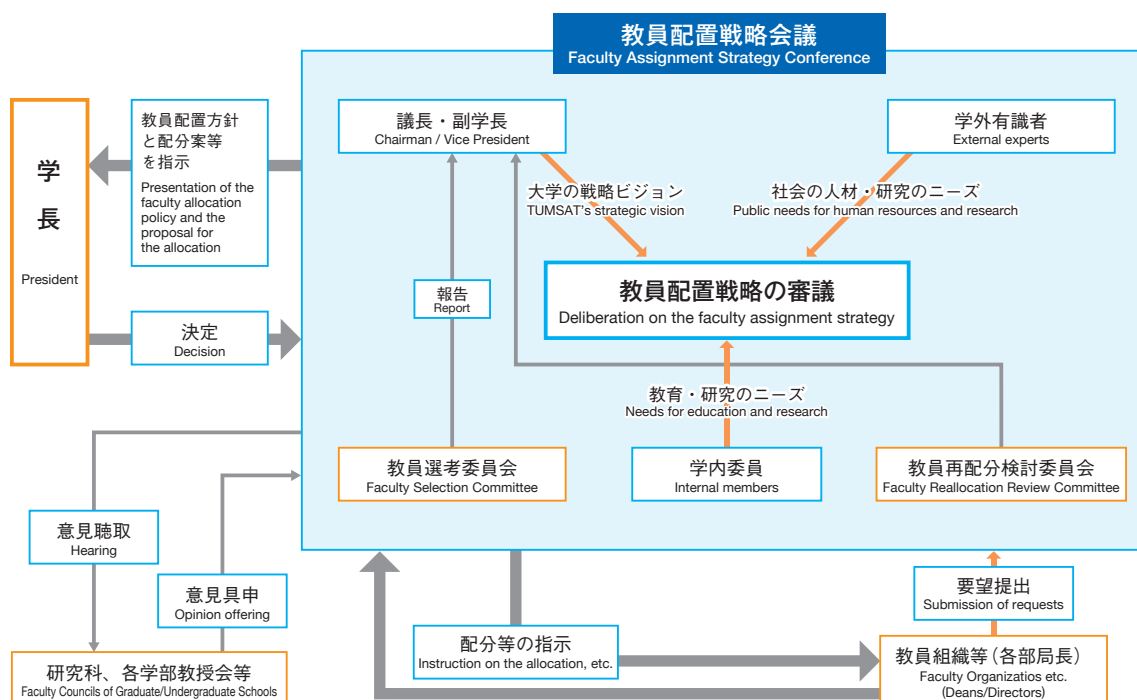 教員配置戦略会議
Faculty Assignment Strategy Conference
学
長
President
教員配置方針
と配分案等
を指示
Presentation of the
faculty allocation
policy and the
proposal for
the allocation
決定
Decision
議長・副学長
Chairman / Vice President
学外有識者
External experts
大学の戦略ビジョン
TUMSAT's strategic vision
社会の人材・研究のニーズ
Public needs for human resources and research
報告
Report
教員配置戦略の審議
Deliberation on the faculty assignment strategy
教育・研究のニーズ
Needs for education and research
教員選考委員会
Faculty Selection Committee
学内委員
Internal members
教員再配分検討委員会
Faculty Reallocation Review Committee
意見聴取
Hearing
意見具申
Opinion offering
要望提出
Submission of requests
配分等の指示
Instruction on the allocation, etc.
研究科、各学部教授会等
Faculty Councils of Graduate/Undergraduate Schools
教員組織等（各部局長）
Faculty Organizatios etc.
(Deans/Directors)